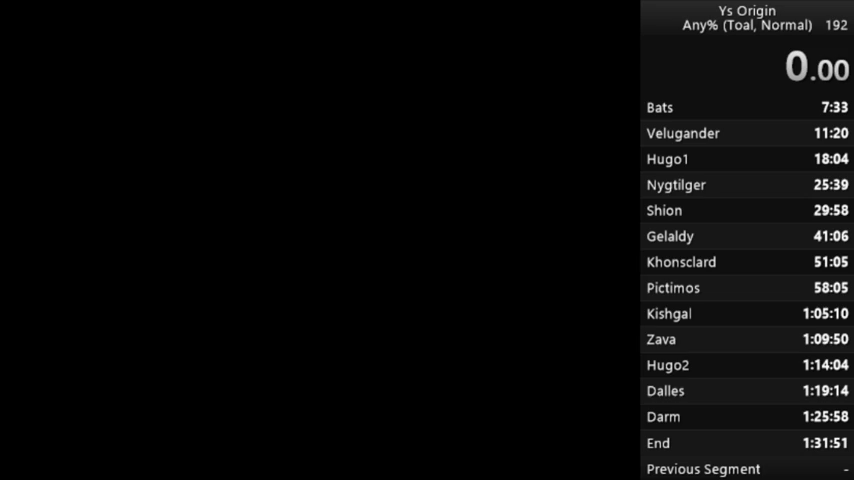 Ys Origin
Any% (Toal, Normal) 192
0.00
Bats 7:33
Velugander 11:20
Hugo1 18:04
Nygtilger 25:39
Shion 29:58
Gelaldy 41:06
Khonsclard 51:05
Pictimos 58:05
Kishgal 1:05:10
Zava 1:09:50
Hugo2 1:14:04
Dalles 1:19:14
Darm 1:25:58
End 1:31:51
Previous Segment -